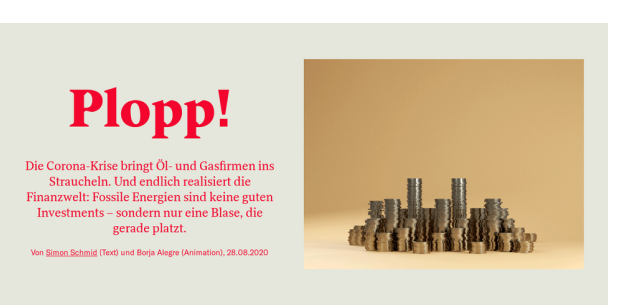 Plopp!
Die Corona-Krise bringt Öl- und Gasfirmen ins
Straucheln. Und endlich realisiert die
Finanzwelt: Fossile Energien sind keine guten
Investments – sondern nur eine Blase, die
gerade platzt.
Von Simon Schmid (Text) und Borja Alegre (Animation), 28.08.2020